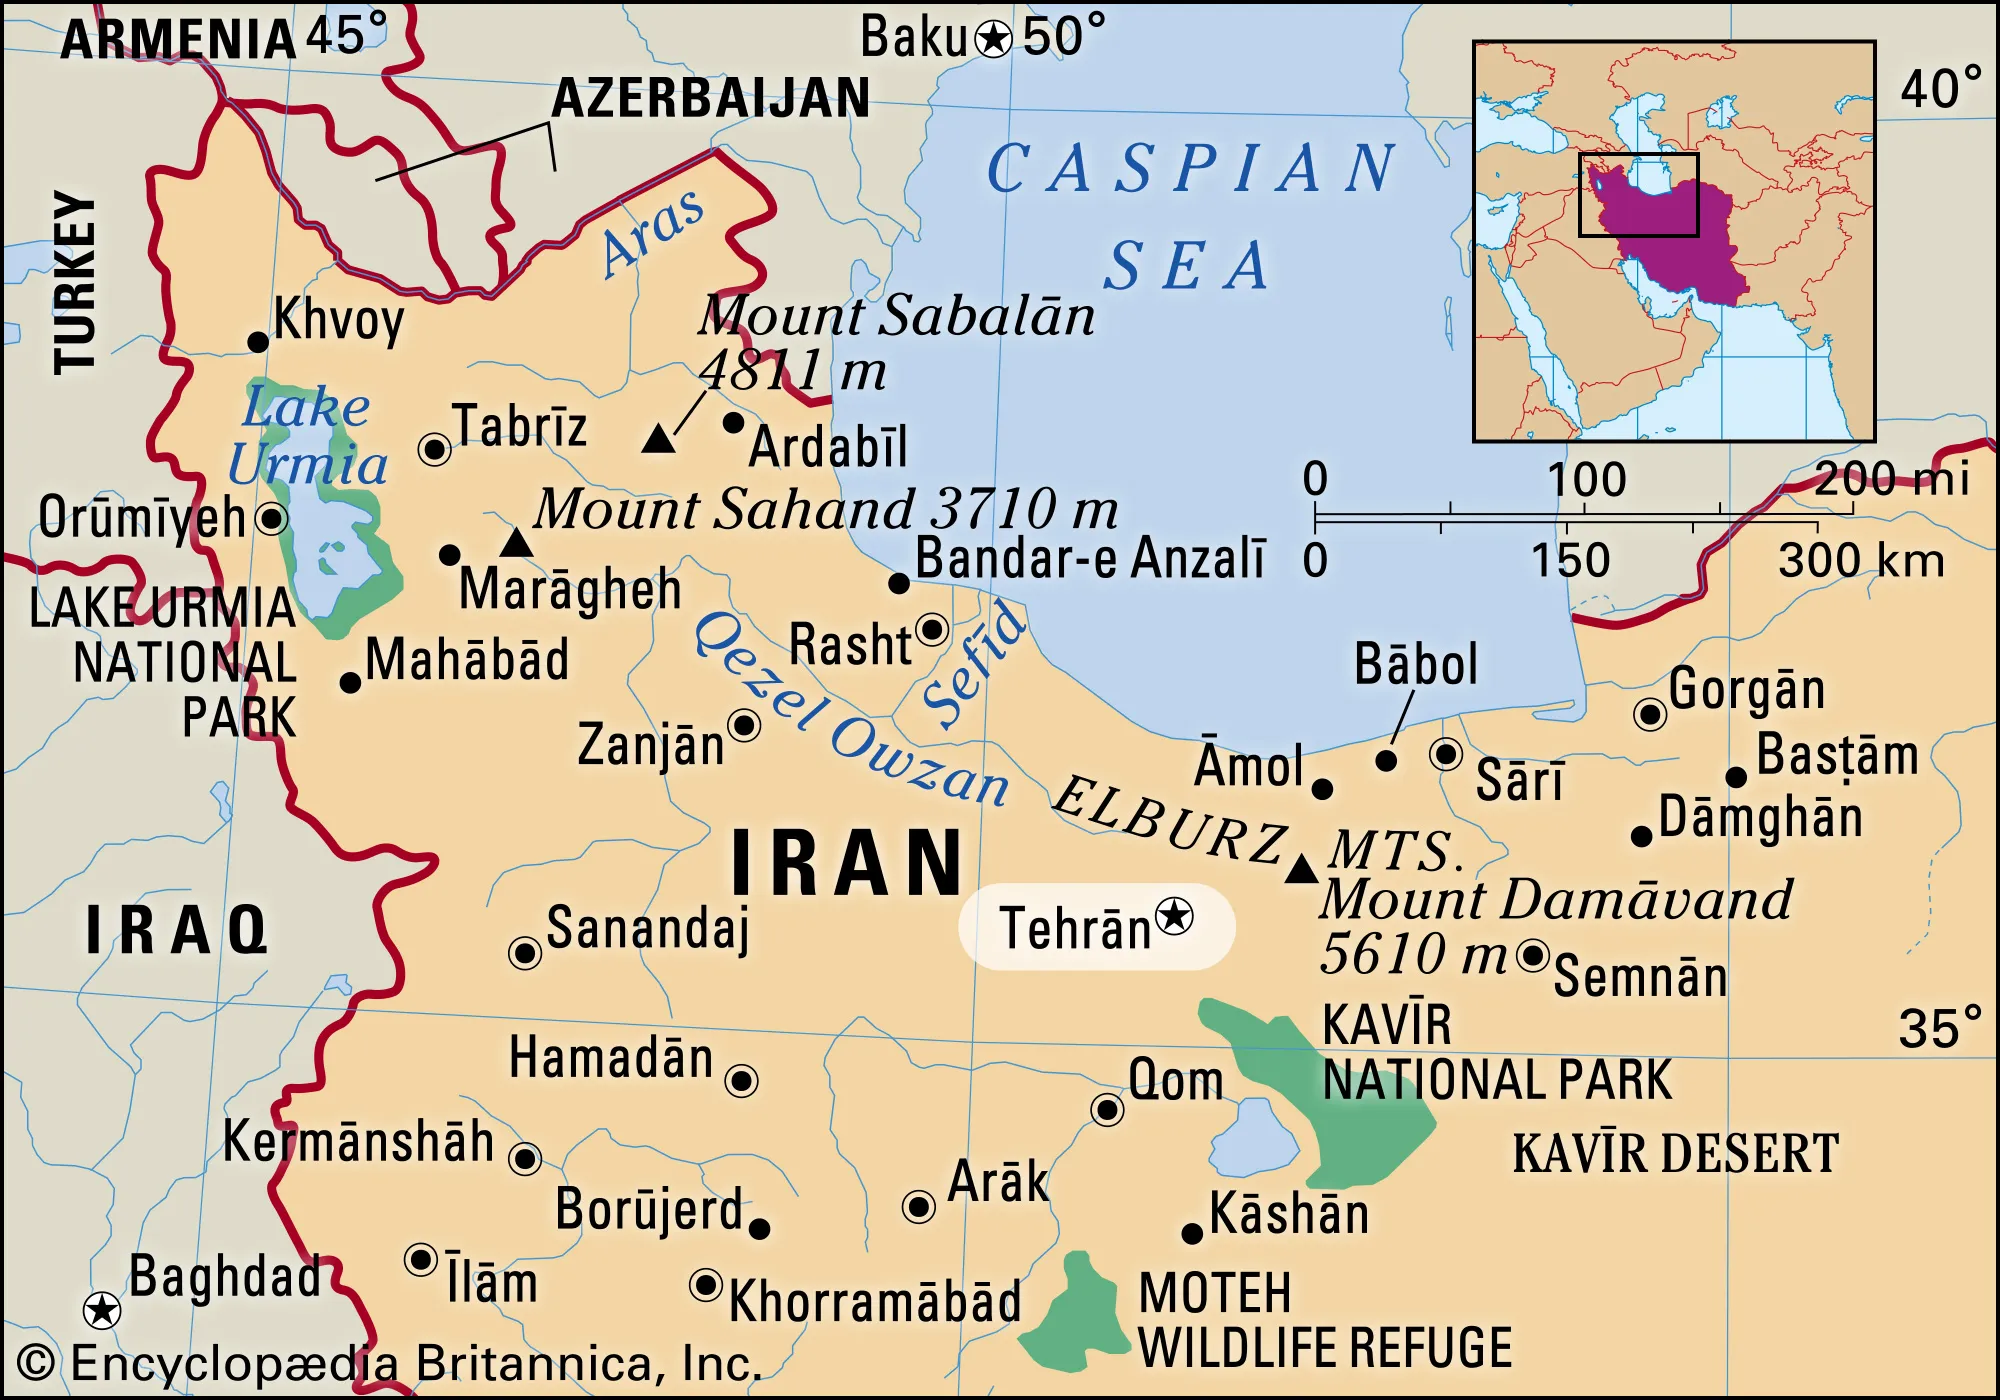 ARMENIA
45°
Baku
50°
40°
AZERBAIJAN
CASPIAN
SEA
TURKEY
Aras
Khvoy
Mount Sabalān
4811 m
Lake
Urmia
Tabrīz
Ardabīl
0 100 200 mi
0 150 300 km
Orūmīyeh
Mount Sahand 3710 m
Marāgheh
Bandar-e Anzalī
LAKE URMIA
NATIONAL
PARK
Mahābād
Rasht
Sefīd
Qezel Owzan
Zanjān
Bābol
Gorgān
Āmol
Sārī
Basṭām
Dāmghān
ELBURZ MTS.
IRAN
Mount Damāvand
5610 m
Tehrān
Semnān
IRAQ
Sanandaj
KAVĪR
NATIONAL PARK
35°
Hamadān
Qom
Kermānshāh
KAVĪR DESERT
Borūjerd
Arāk
Kāshān
Baghdad
Īlām
Khorramābād
MOTEH
WILDLIFE REFUGE
© Encyclopædia Britannica, Inc.